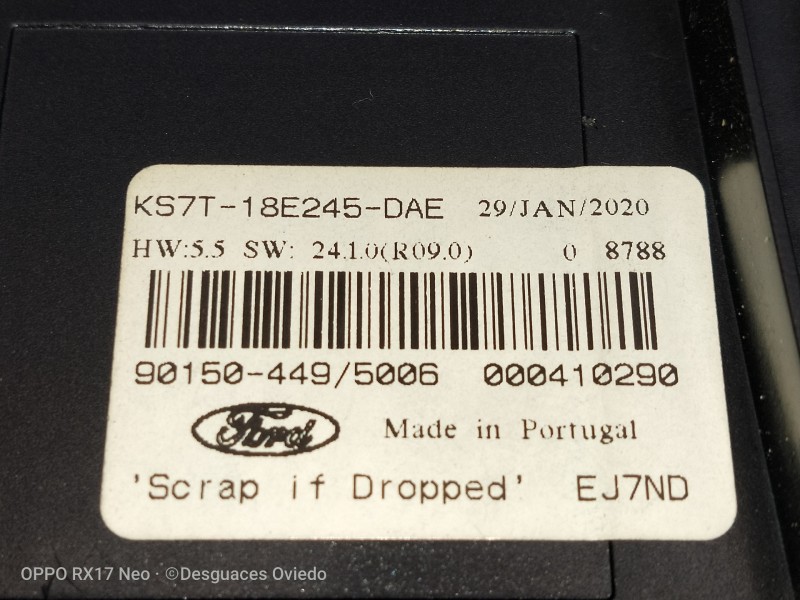 KS7T-18E245-DAE 29/JAN/2020
HW:5.5 SW: 24.1.0(R09.0) 0 8788
90150-449/5006 000410290
Ford Made in Portugal
'Scrap if Dropped' EJ7ND
OPPO RX17 Neo · ©Desguaces Oviedo